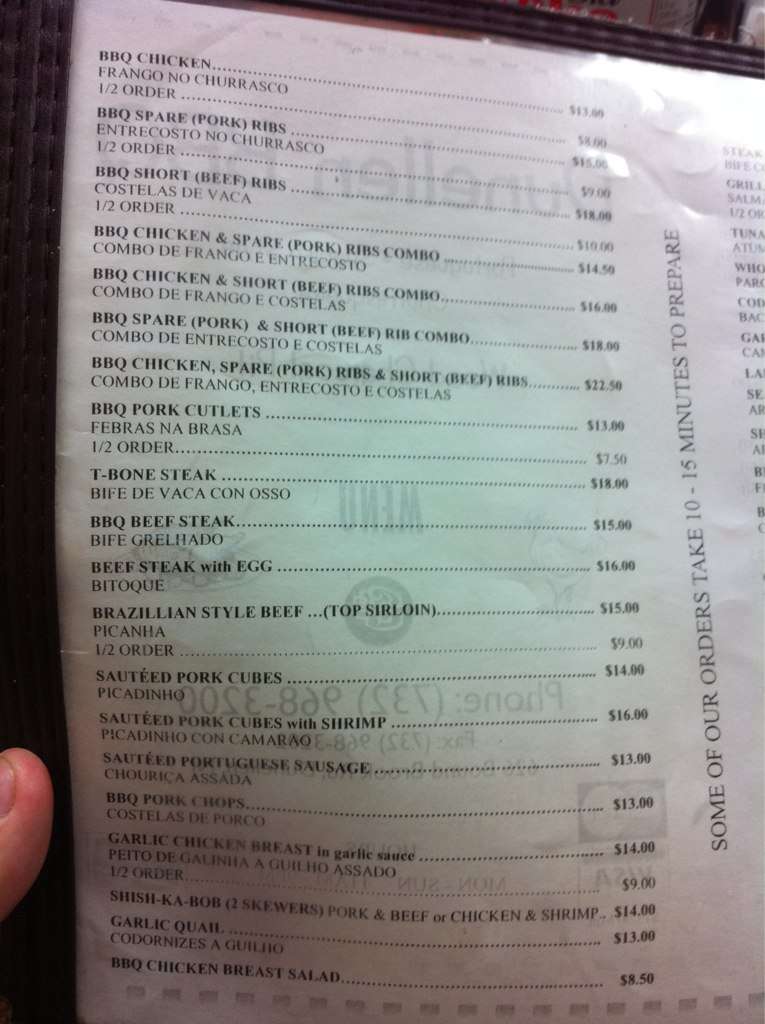 BBQ CHICKEN........ $13.00
FRANGO NO CHURRASCO
1/2 ORDER ........ $8.00
BBQ SPARE (PORK) RIBS ........ $15.00
ENTRECOSTO NO CHURRASCO
1/2 ORDER ........ $9.00
BBQ SHORT (BEEF) RIBS ........ $18.00
COSTELAS DE VACA
1/2 ORDER ........ $10.00
BBQ CHICKEN & SPARE (PORK) RIBS COMBO ........ $14.50
COMBO DE FRANGO E ENTRECOSTO
BBQ CHICKEN & SHORT (BEEF) RIBS COMBO........ $16.00
COMBO DE FRANGO E COSTELAS
BBQ SPARE (PORK) & SHORT (BEEF) RIB COMBO........ $18.00
COMBO DE ENTRECOSTO E COSTELAS
BBQ CHICKEN, SPARE (PORK) RIBS & SHORT (BEEF) RIBS........ $22.50
COMBO DE FRANGO, ENTRECOSTO E COSTELAS
BBQ PORK CUTLETS ........ $13.00
FEBRAS NA BRASA
1/2 ORDER........ $7.50
T-BONE STEAK ........ $18.00
BIFE DE VACA CON OSSO
BBQ BEEF STEAK........ $15.00
BIFE GRELHADO
BEEF STEAK with EGG ........ $16.00
BITOQUE
BRAZILLIAN STYLE BEEF ...(TOP SIRLOIN)........ $15.00
PICANHA
1/2 ORDER ........ $9.00
SAUTÉED PORK CUBES ........ $14.00
PICADINHO
SAUTÉED PORK CUBES with SHRIMP ........ $16.00
PICADINHO CON CAMARÃO
SAUTÉED PORTUGUESE SAUSAGE ........ $13.00
CHOURIÇA ASSADA
BBQ PORK CHOPS........ $13.00
COSTELAS DE PORCO
GARLIC CHICKEN BREAST in garlic sauce ........ $14.00
PEITO DE GALINHA A GUILHO ASSADO
1/2 ORDER........ $9.00
SHISH-KA-BOB (2 SKEWERS) PORK & BEEF or CHICKEN & SHRIMP.. $14.00
GARLIC QUAIL ........ $13.00
CODORNIZES A GUILHO
BBQ CHICKEN BREAST SALAD........ $8.50
SOME OF OUR ORDERS TAKE 10 - 15 MINUTES TO PREPARE
STEAK
1/2
TUNA